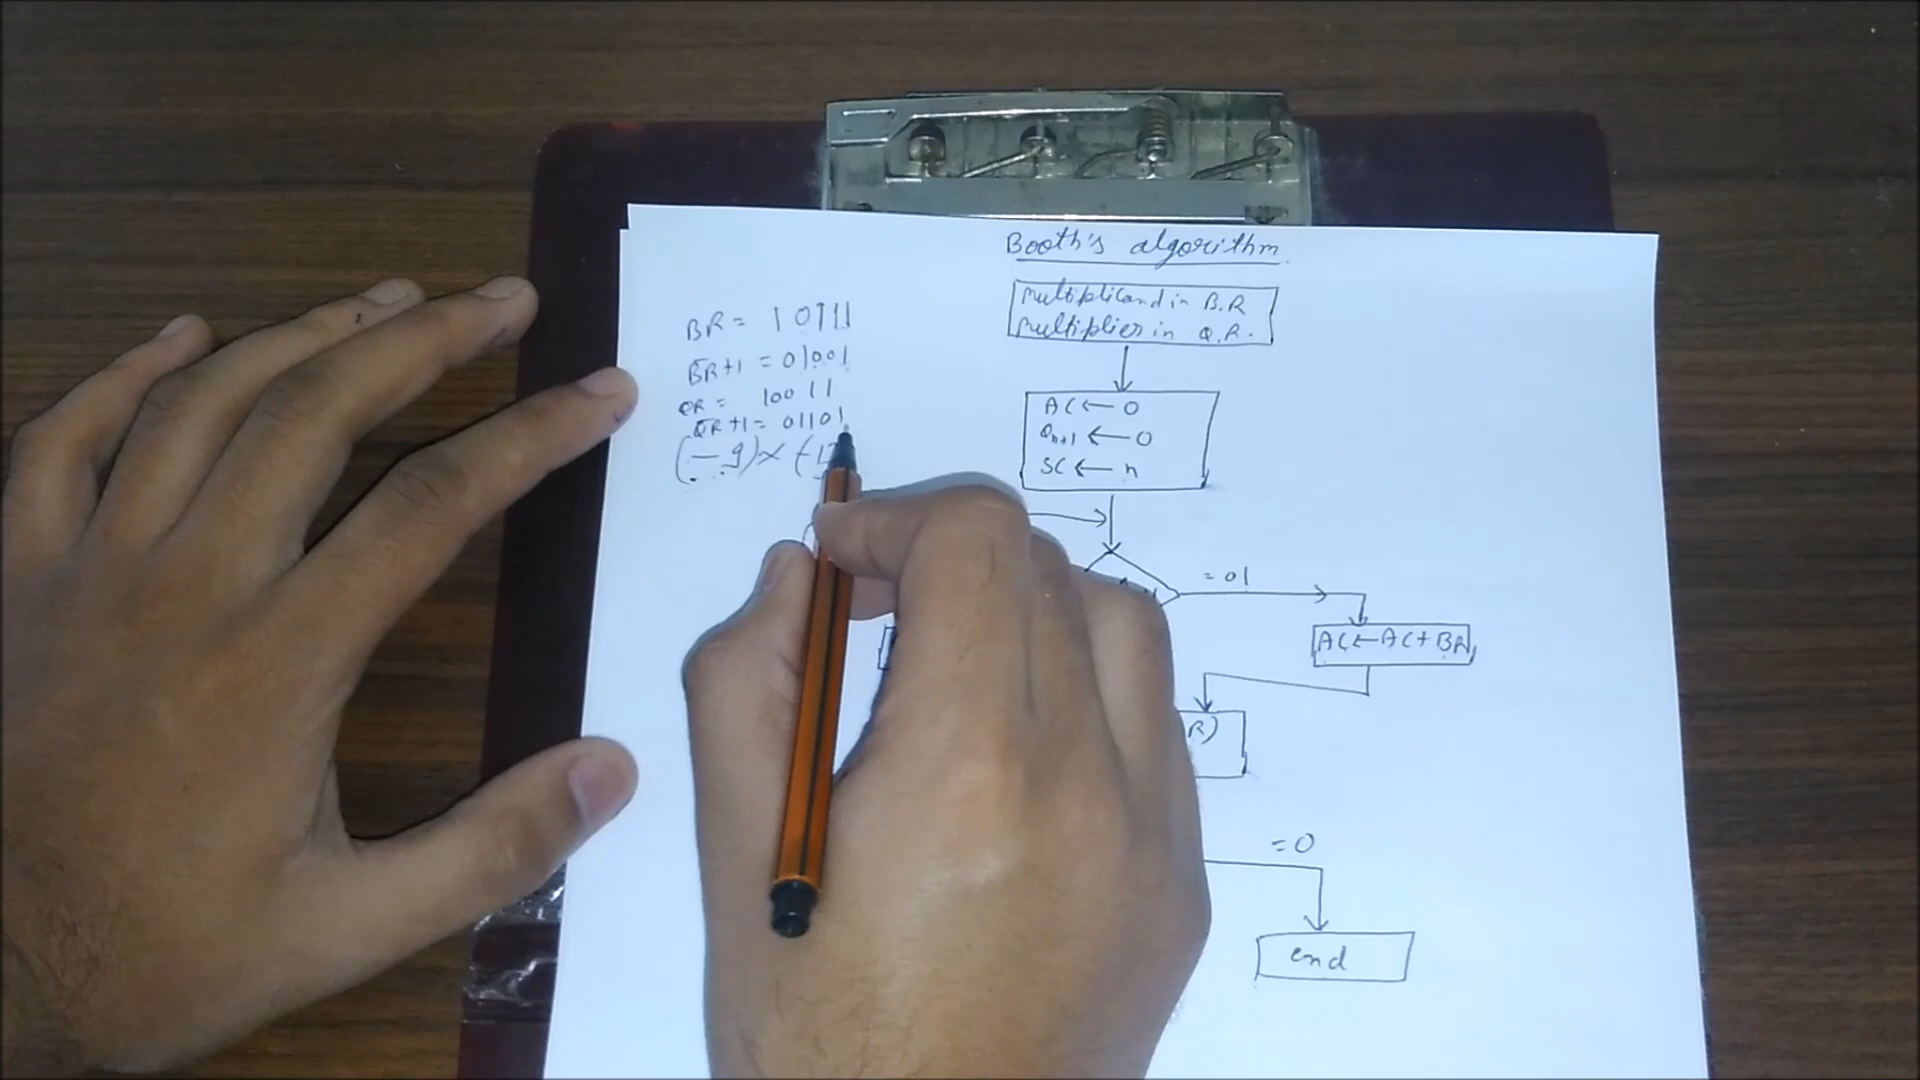 Booth's algorithm
Multiplicand in B.R
Multiplier in Q.R.
BR = 10111
B̅R̅+1 = 01001
QR = 10011
Q̅R̅+1 = 01101
(-9)×(-1
AC ← 0
Qn+1 ← 0
SC ← n
= 01
AC ← AC + BR
R)
= 0
end